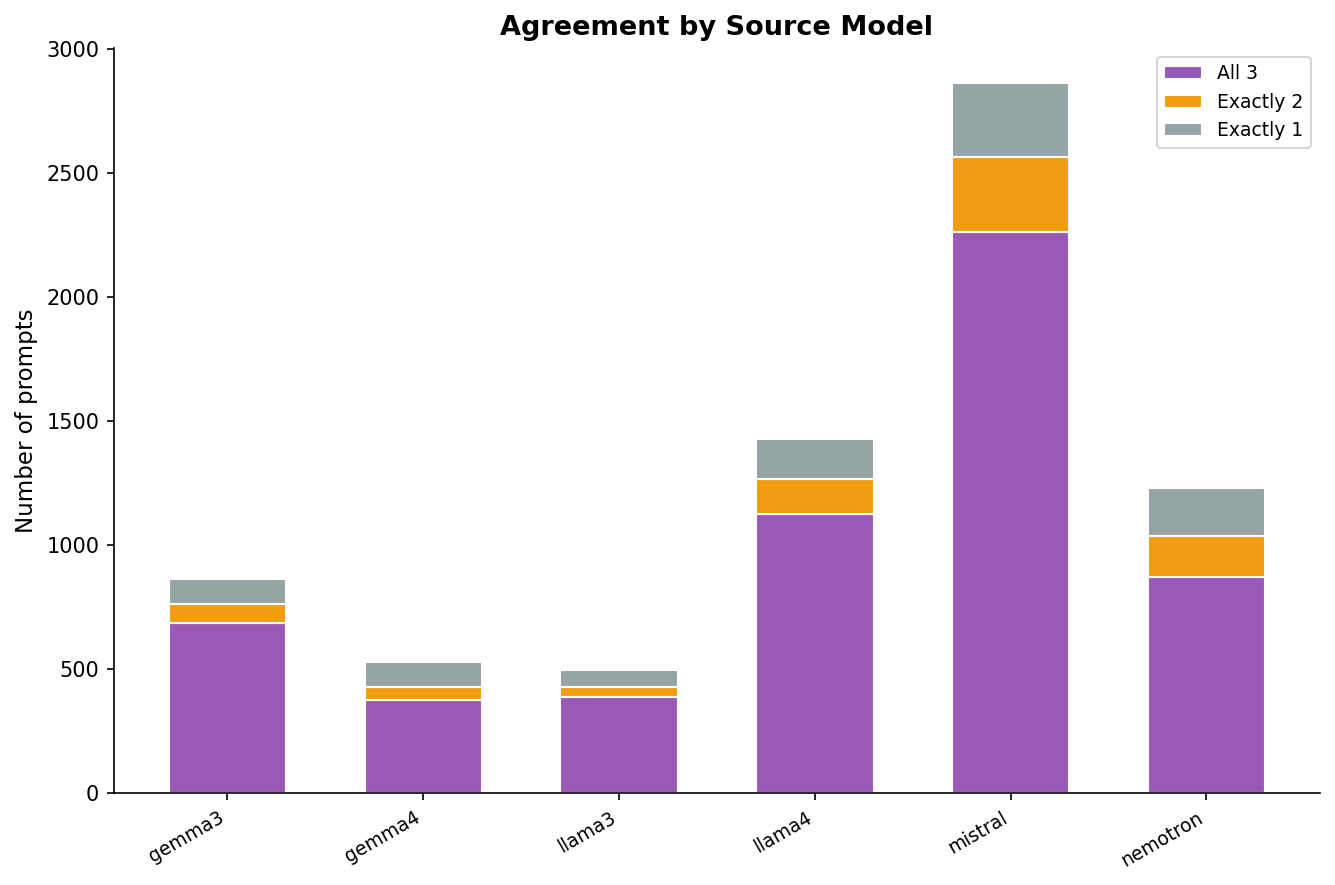 Agreement by Source Model
All 3
Exactly 2
Exactly 1
Number of prompts
3000
2500
2000
1500
1000
500
0
gemma3
gemma4
llama3
llama4
mistral
nemotron